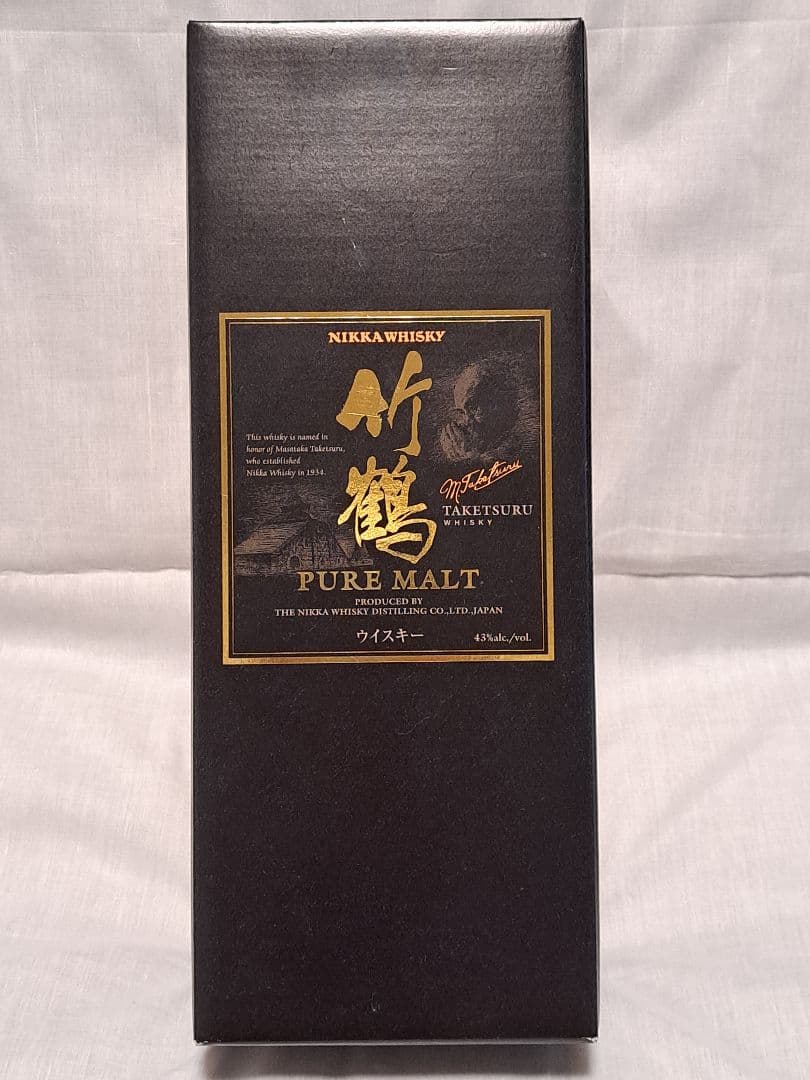 NIKKA WHISKY
竹鶴
This whisky is named in
honor of Masataka Taketsuru,
who established
Nikka Whisky in 1934.
M.Taketsuru
TAKETSURU
WHISKY
PURE MALT
PRODUCED BY
THE NIKKA WHISKY DISTILLING CO.,LTD.,JAPAN
ウイスキー
43%alc./vol.